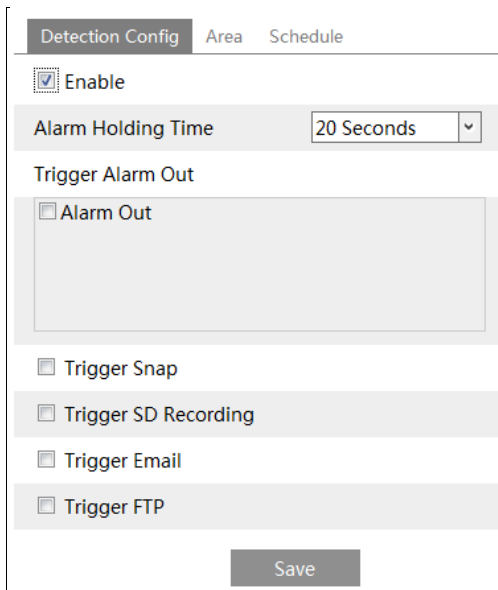 Detection Config Area Schedule
Enable
Alarm Holding Time 20 Seconds
Trigger Alarm Out
Alarm Out
Trigger Snap
Trigger SD Recording
Trigger Email
Trigger FTP
Save